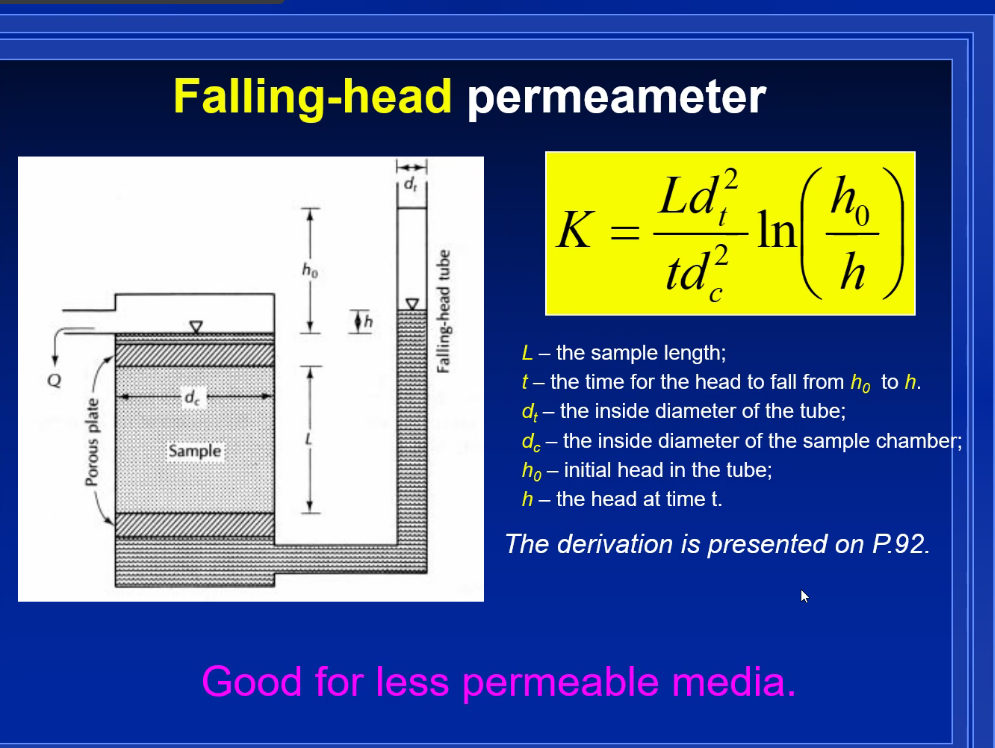 Falling-head permeameter
d_t
h_0
h
Falling-head tube
Q
Porous plate
d_c
L
Sample
K = \frac{Ld_t^2}{td_c^2} \ln\left(\frac{h_0}{h}\right)
L – the sample length;
t – the time for the head to fall from h_0 to h.
d_t – the inside diameter of the tube;
d_c – the inside diameter of the sample chamber;
h_0 – initial head in the tube;
h – the head at time t.
The derivation is presented on P.92.
Good for less permeable media.